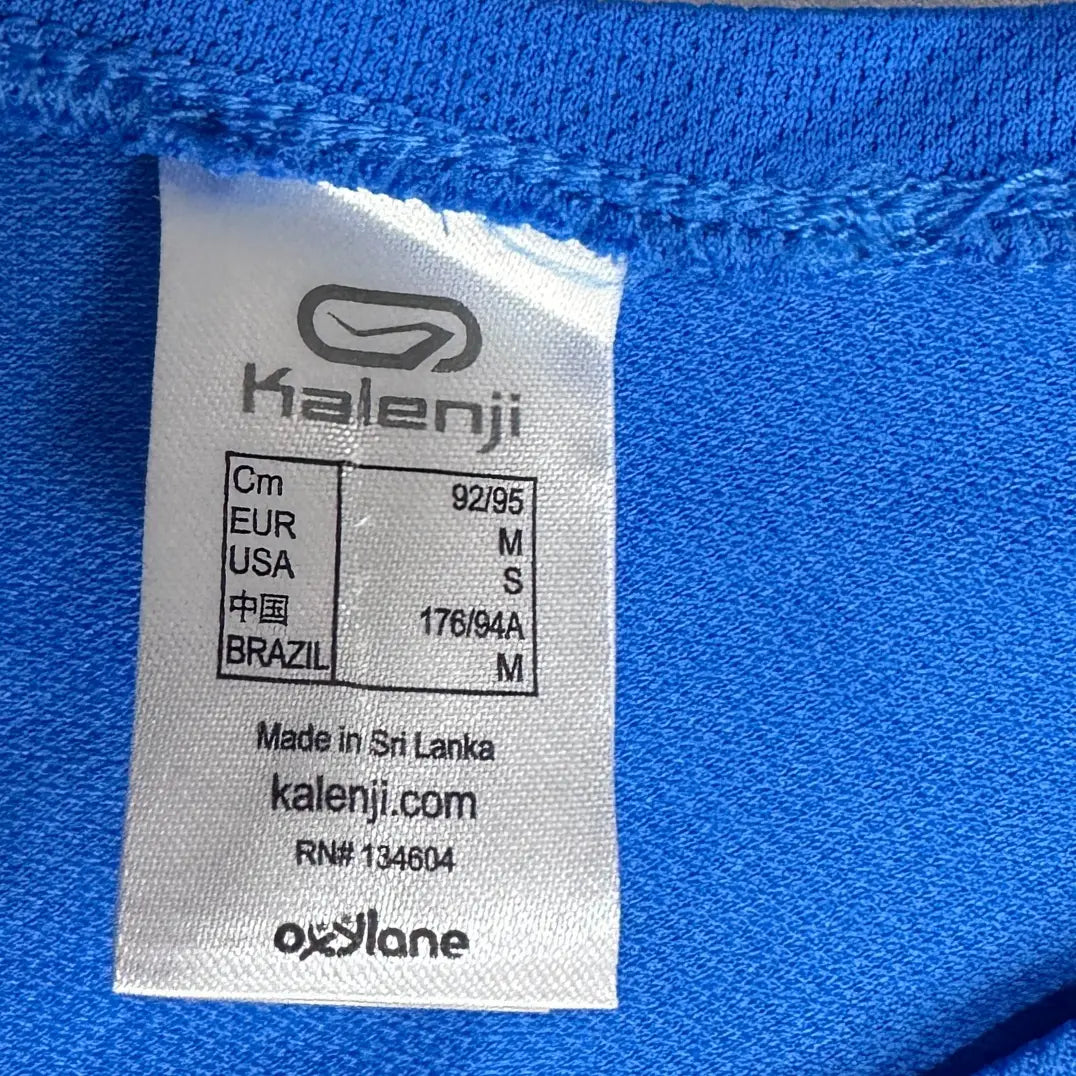 Kalenji
Cm 92/95
EUR M
USA S
中国 176/94A
BRAZIL M
Made in Sri Lanka
kalenji.com
RN# 134604
oxylane